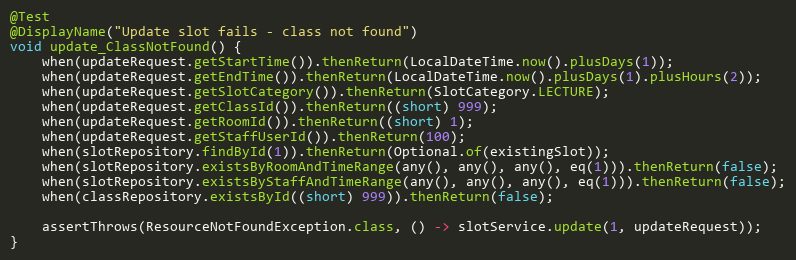 @Test
@DisplayName("Update slot fails - class not found")
void update_ClassNotFound() {
    when(updateRequest.getStartTime()).thenReturn(LocalDateTime.now().plusDays(1));
    when(updateRequest.getEndTime()).thenReturn(LocalDateTime.now().plusDays(1).plusHours(2));
    when(updateRequest.getSlotCategory()).thenReturn(SlotCategory.LECTURE);
    when(updateRequest.getClassId()).thenReturn((short) 999);
    when(updateRequest.getRoomId()).thenReturn((short) 1);
    when(updateRequest.getStaffUserId()).thenReturn(100);
    when(slotRepository.findById(1)).thenReturn(Optional.of(existingSlot));
    when(slotRepository.existsByRoomAndTimeRange(any(), any(), any(), eq(1))).thenReturn(false);
    when(slotRepository.existsByStaffAndTimeRange(any(), any(), any(), eq(1))).thenReturn(false);
    when(classRepository.existsById((short) 999)).thenReturn(false);

    assertThrows(ResourceNotFoundException.class, () -> slotService.update(1, updateRequest));
}